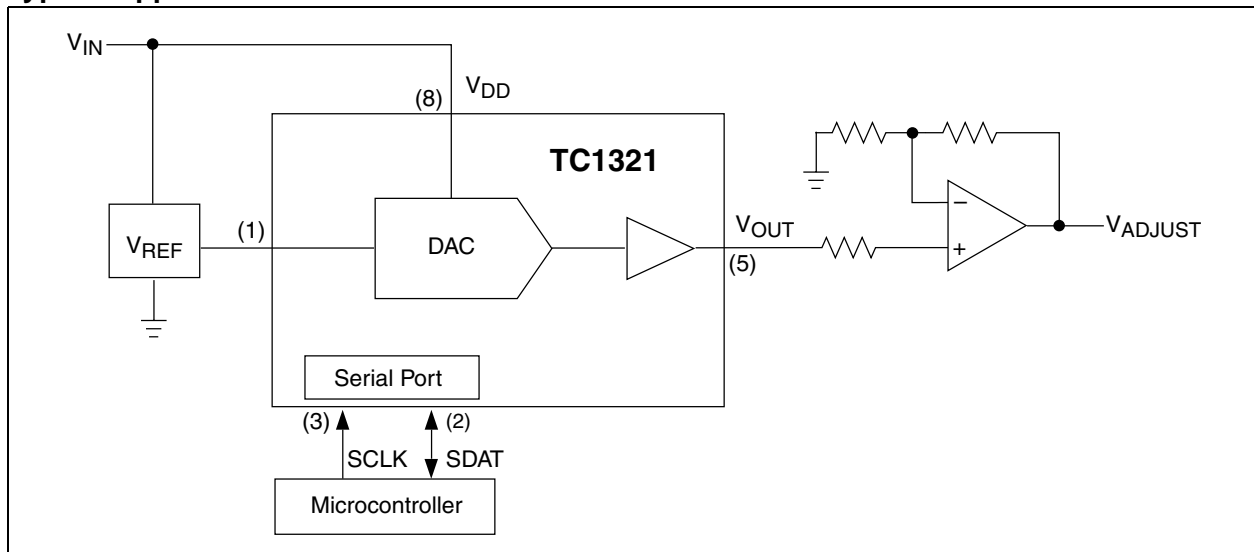 V_IN
V_DD
(8)
TC1321
V_REF
(1)
DAC
V_OUT
(5)
−
+
V_ADJUST
Serial Port
(3)
(2)
SCLK
SDAT
Microcontroller